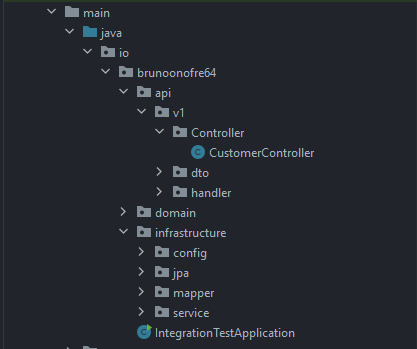 main
java
io
brunoonofre64
api
v1
Controller
CustomerController
dto
handler
domain
infrastructure
config
jpa
mapper
service
IntegrationTestApplication